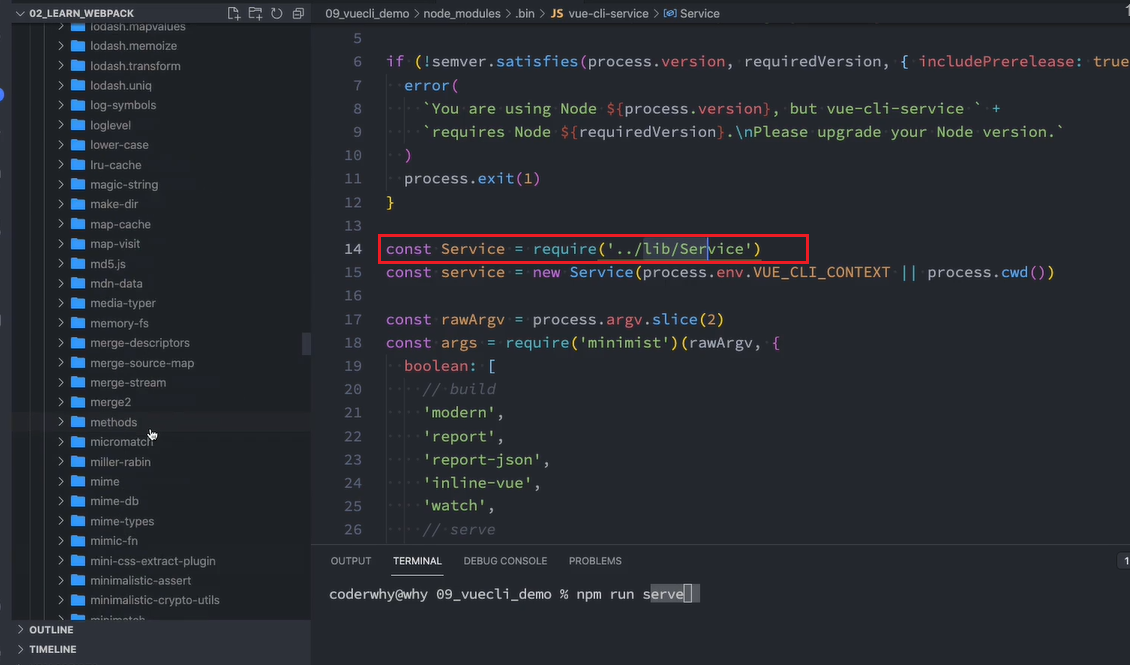 02_LEARN_WEBPACK
lodash.mapvalues
lodash.memoize
lodash.transform
lodash.uniq
log-symbols
loglevel
lower-case
lru-cache
magic-string
make-dir
map-cache
map-visit
md5.js
mdn-data
media-typer
memory-fs
merge-descriptors
merge-source-map
merge-stream
merge2
methods
micromatch
miller-rabin
mime
mime-db
mime-types
mimic-fn
mini-css-extract-plugin
minimalistic-assert
minimalistic-crypto-utils
minimatch
OUTLINE
TIMELINE
09_vuecli_demo > node_modules > .bin > JS vue-cli-service > Service
5
6 if (!semver.satisfies(process.version, requiredVersion, { includePrerelease: true
7 error(
8 `You are using Node ${process.version}, but vue-cli-service ` +
9 `requires Node ${requiredVersion}.\nPlease upgrade your Node version.`
10 )
11 process.exit(1)
12 }
13
14 const Service = require('../lib/Service')
15 const service = new Service(process.env.VUE_CLI_CONTEXT || process.cwd())
16
17 const rawArgv = process.argv.slice(2)
18 const args = require('minimist')(rawArgv, {
19 boolean: [
20 // build
21 'modern',
22 'report',
23 'report-json',
24 'inline-vue',
25 'watch',
26 // serve
OUTPUT TERMINAL DEBUG CONSOLE PROBLEMS 1
coderwhy@why 09_vuecli_demo % npm run serve